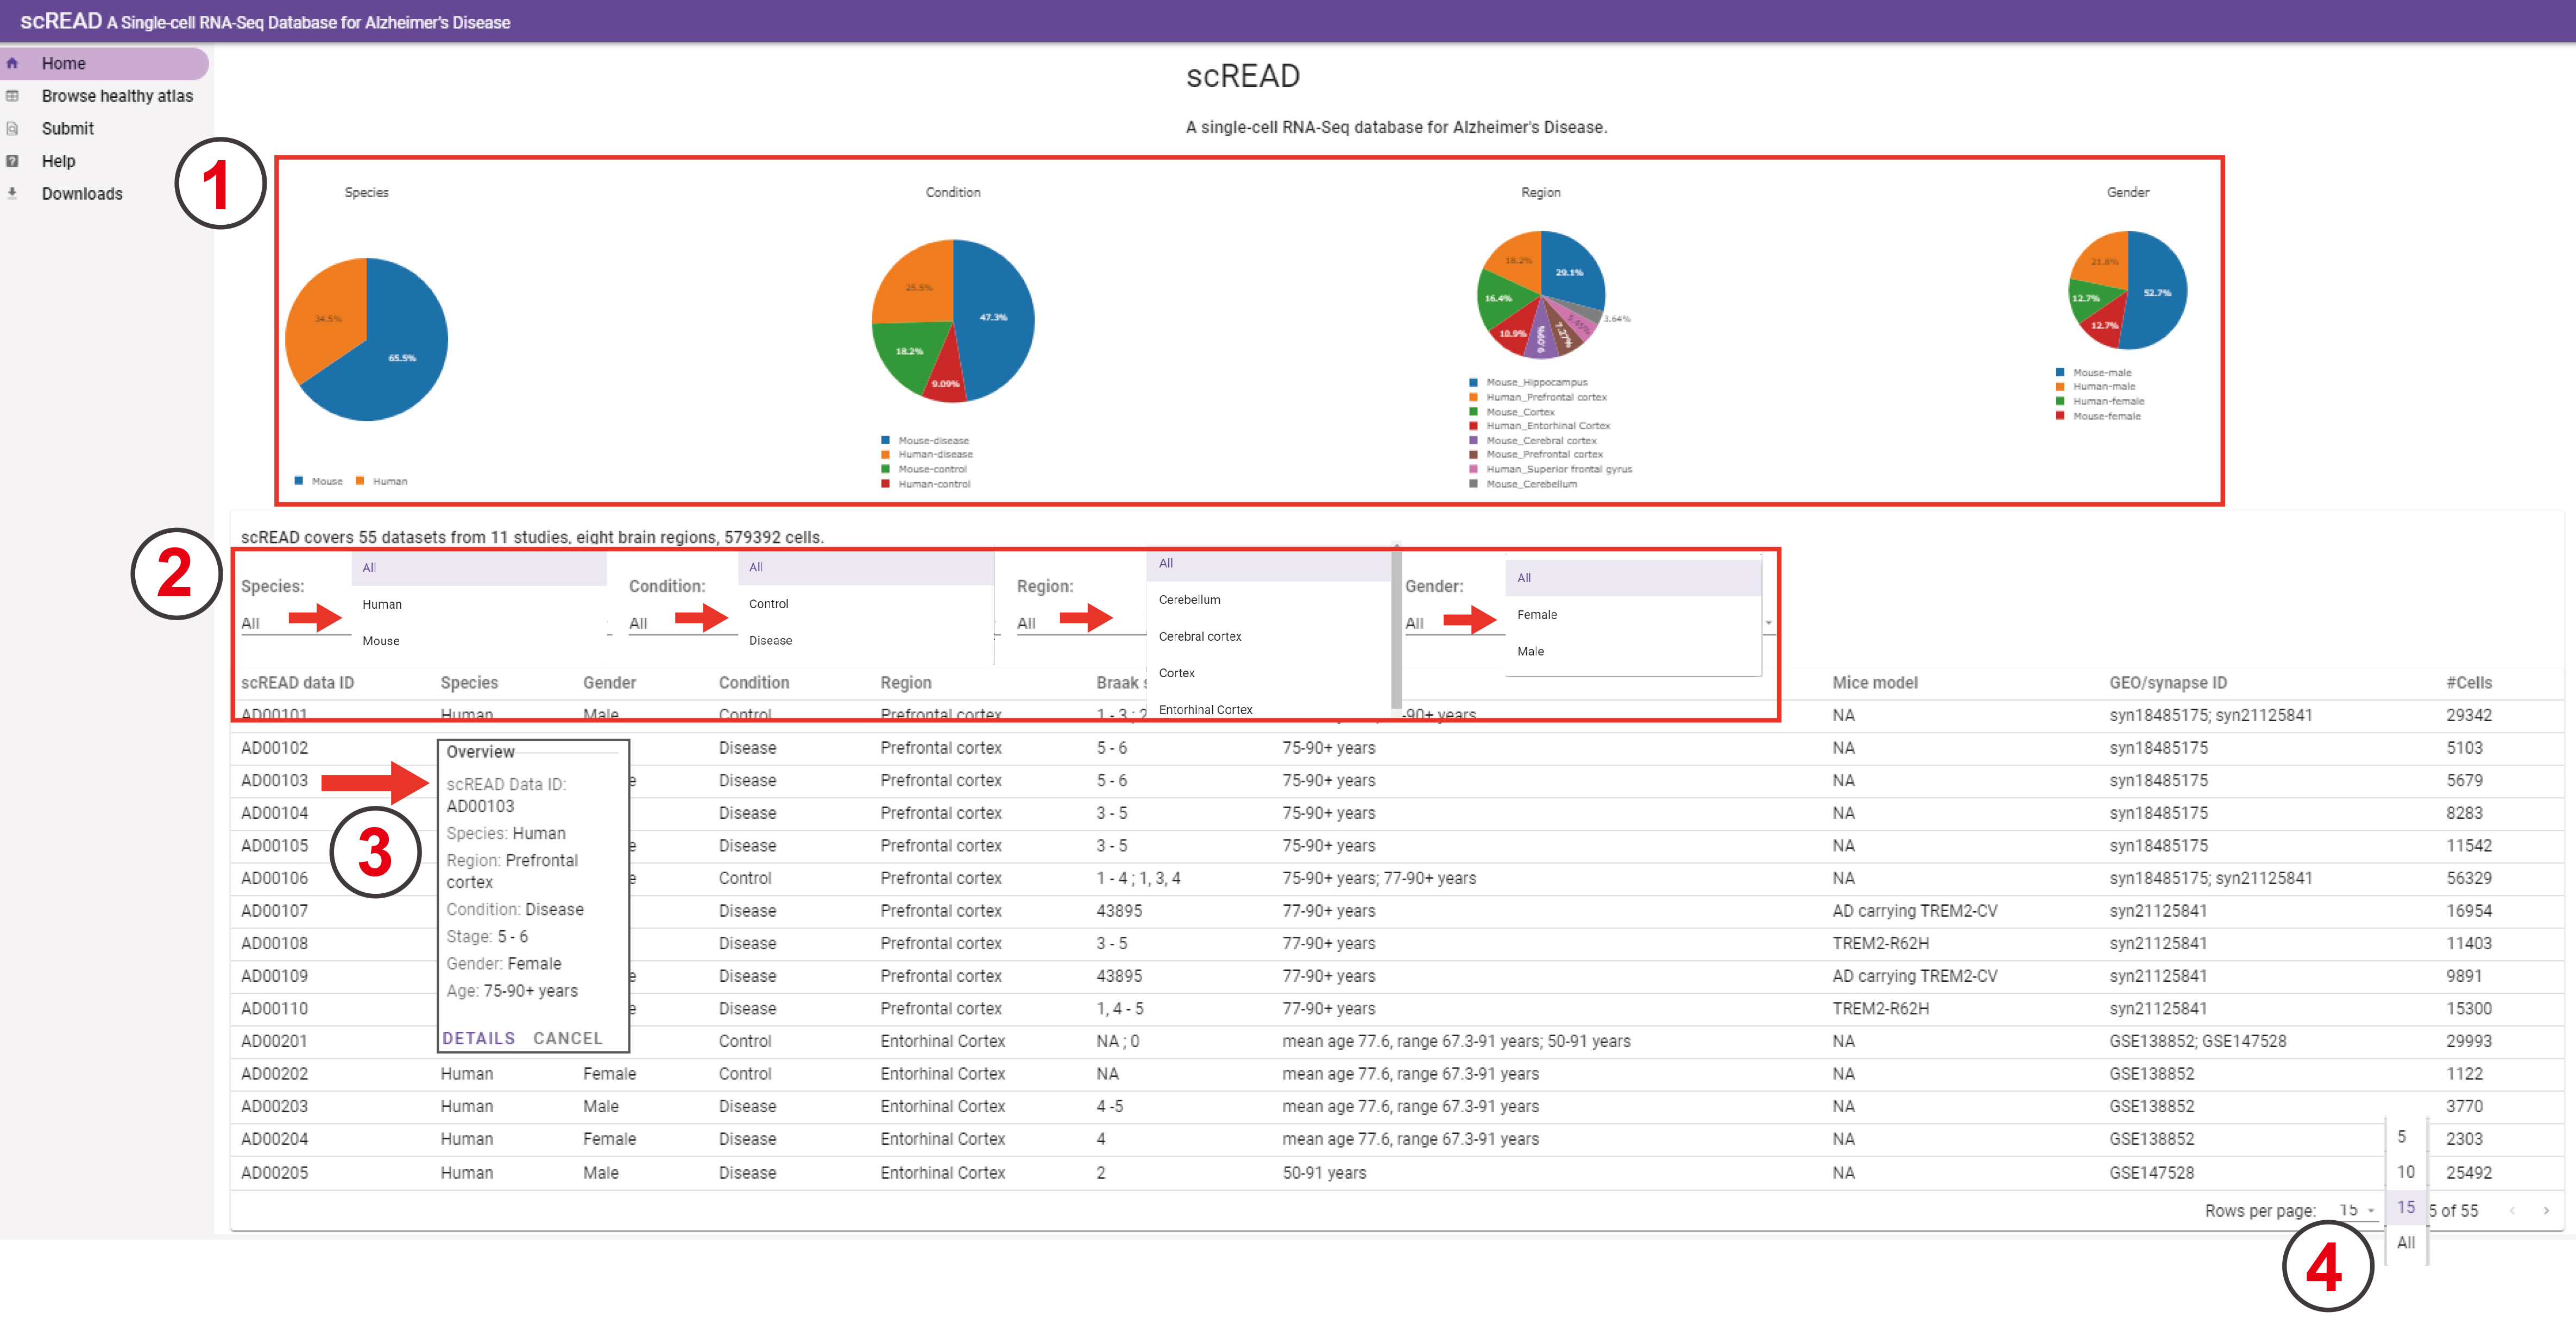 scREAD A Single-cell RNA-Seq Database for Alzheimer's Disease
Home
Browse healthy atlas
Submit
Help
Downloads
scREAD
A single-cell RNA-Seq database for Alzheimer's Disease.
1
Species
34.5%
65.5%
Mouse Human
Condition
25.5%
47.3%
18.2%
9.09%
Mouse-disease
Human-disease
Mouse-control
Human-control
Region
18.2%
29.1%
16.4%
3.64%
5.45%
10.9%
9.09%
7.27%
Mouse_Hippocampus
Human_Prefrontal cortex
Mouse_Cortex
Human_Entorhinal Cortex
Mouse_Cerebral cortex
Mouse_Prefrontal cortex
Human_Superior frontal gyrus
Mouse_Cerebellum
Gender
21.8%
52.7%
12.7%
12.7%
Mouse-male
Human-male
Human-female
Mouse-female
scREAD covers 55 datasets from 11 studies, eight brain regions, 579392 cells.
2
Species:
All
All
Human
Mouse
Condition:
All
All
Control
Disease
Region:
All
All
Cerebellum
Cerebral cortex
Cortex
Entorhinal Cortex
Gender:
All
All
Female
Male
scREAD data ID Species Gender Condition Region Braak Mice model GEO/synapse ID #Cells
AD00101 Human Male Control Prefrontal cortex 1 - 3 ; 2 -90+ years NA syn18485175; syn21125841 29342
AD00102 Disease Prefrontal cortex 5 - 6 75-90+ years NA syn18485175 5103
AD00103 e Disease Prefrontal cortex 5 - 6 75-90+ years NA syn18485175 5679
AD00104 Disease Prefrontal cortex 3 - 5 75-90+ years NA syn18485175 8283
AD00105 e Disease Prefrontal cortex 3 - 5 75-90+ years NA syn18485175 11542
AD00106 e Control Prefrontal cortex 1 - 4 ; 1, 3, 4 75-90+ years; 77-90+ years NA syn18485175; syn21125841 56329
AD00107 Disease Prefrontal cortex 43895 77-90+ years AD carrying TREM2-CV syn21125841 16954
AD00108 Disease Prefrontal cortex 3 - 5 77-90+ years TREM2-R62H syn21125841 11403
AD00109 e Disease Prefrontal cortex 43895 77-90+ years AD carrying TREM2-CV syn21125841 9891
AD00110 e Disease Prefrontal cortex 1, 4 - 5 77-90+ years TREM2-R62H syn21125841 15300
AD00201 Control Entorhinal Cortex NA ; 0 mean age 77.6, range 67.3-91 years; 50-91 years NA GSE138852; GSE147528 29993
AD00202 Human Female Control Entorhinal Cortex NA mean age 77.6, range 67.3-91 years NA GSE138852 1122
AD00203 Human Male Disease Entorhinal Cortex 4 -5 mean age 77.6, range 67.3-91 years NA GSE138852 3770
AD00204 Human Female Disease Entorhinal Cortex 4 mean age 77.6, range 67.3-91 years NA GSE138852 2303
AD00205 Human Male Disease Entorhinal Cortex 2 50-91 years NA GSE147528 25492
3
Overview
scREAD Data ID:
AD00103
Species: Human
Region: Prefrontal
cortex
Condition: Disease
Stage: 5 - 6
Gender: Female
Age: 75-90+ years
DETAILS CANCEL
Rows per page: 15 5 of 55
5
10
15
All
4